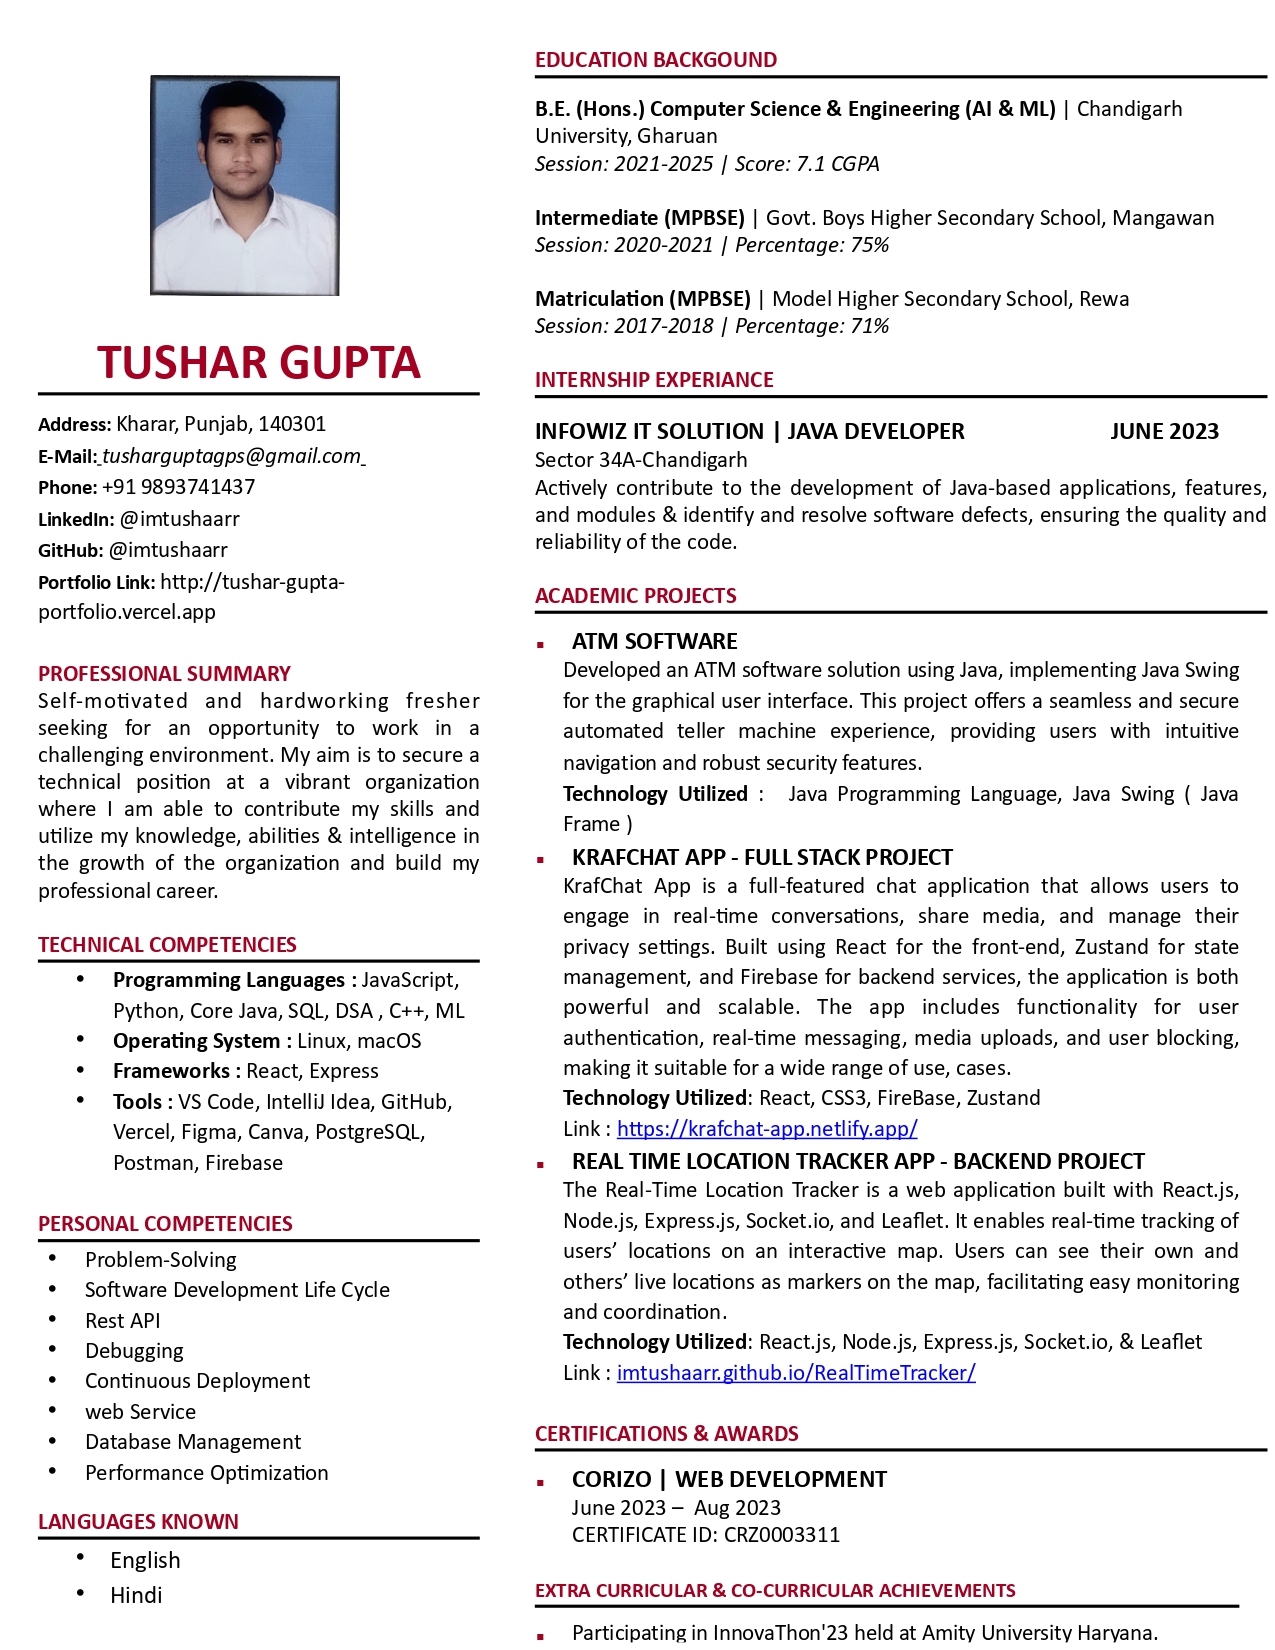 TUSHAR GUPTA
Address: Kharar, Punjab, 140301
E-Mail: tusharguptagps@gmail.com
Phone: +91 9893741437
LinkedIn: @imtushaarr
GitHub: @imtushaarr
Portfolio Link: http://tushar-gupta-
portfolio.vercel.app
PROFESSIONAL SUMMARY
Self-motivated and hardworking fresher
seeking for an opportunity to work in a
challenging environment. My aim is to secure a
technical position at a vibrant organization
where I am able to contribute my skills and
utilize my knowledge, abilities & intelligence in
the growth of the organization and build my
professional career.
TECHNICAL COMPETENCIES
• Programming Languages : JavaScript,
Python, Core Java, SQL, DSA , C++, ML
• Operating System : Linux, macOS
• Frameworks : React, Express
• Tools : VS Code, IntelliJ Idea, GitHub,
Vercel, Figma, Canva, PostgreSQL,
Postman, Firebase
PERSONAL COMPETENCIES
• Problem-Solving
• Software Development Life Cycle
• Rest API
• Debugging
• Continuous Deployment
• web Service
• Database Management
• Performance Optimization
LANGUAGES KNOWN
• English
• Hindi
EDUCATION BACKGOUND
B.E. (Hons.) Computer Science & Engineering (AI & ML) | Chandigarh
University, Gharuan
Session: 2021-2025 | Score: 7.1 CGPA
Intermediate (MPBSE) | Govt. Boys Higher Secondary School, Mangawan
Session: 2020-2021 | Percentage: 75%
Matriculation (MPBSE) | Model Higher Secondary School, Rewa
Session: 2017-2018 | Percentage: 71%
INTERNSHIP EXPERIANCE
INFOWIZ IT SOLUTION | JAVA DEVELOPER JUNE 2023
Sector 34A-Chandigarh
Actively contribute to the development of Java-based applications, features,
and modules & identify and resolve software defects, ensuring the quality and
reliability of the code.
ACADEMIC PROJECTS
▪ ATM SOFTWARE
Developed an ATM software solution using Java, implementing Java Swing
for the graphical user interface. This project offers a seamless and secure
automated teller machine experience, providing users with intuitive
navigation and robust security features.
Technology Utilized : Java Programming Language, Java Swing ( Java
Frame )
▪ KRAFCHAT APP - FULL STACK PROJECT
KrafChat App is a full-featured chat application that allows users to
engage in real-time conversations, share media, and manage their
privacy settings. Built using React for the front-end, Zustand for state
management, and Firebase for backend services, the application is both
powerful and scalable. The app includes functionality for user
authentication, real-time messaging, media uploads, and user blocking,
making it suitable for a wide range of use, cases.
Technology Utilized: React, CSS3, FireBase, Zustand
Link : https://krafchat-app.netlify.app/
▪ REAL TIME LOCATION TRACKER APP - BACKEND PROJECT
The Real-Time Location Tracker is a web application built with React.js,
Node.js, Express.js, Socket.io, and Leaflet. It enables real-time tracking of
users’ locations on an interactive map. Users can see their own and
others’ live locations as markers on the map, facilitating easy monitoring
and coordination.
Technology Utilized: React.js, Node.js, Express.js, Socket.io, & Leaflet
Link : imtushaarr.github.io/RealTimeTracker/
CERTIFICATIONS & AWARDS
▪ CORIZO | WEB DEVELOPMENT
June 2023 – Aug 2023
CERTIFICATE ID: CRZ0003311
EXTRA CURRICULAR & CO-CURRICULAR ACHIEVEMENTS
▪ Participating in InnovaThon'23 held at Amity University Haryana.